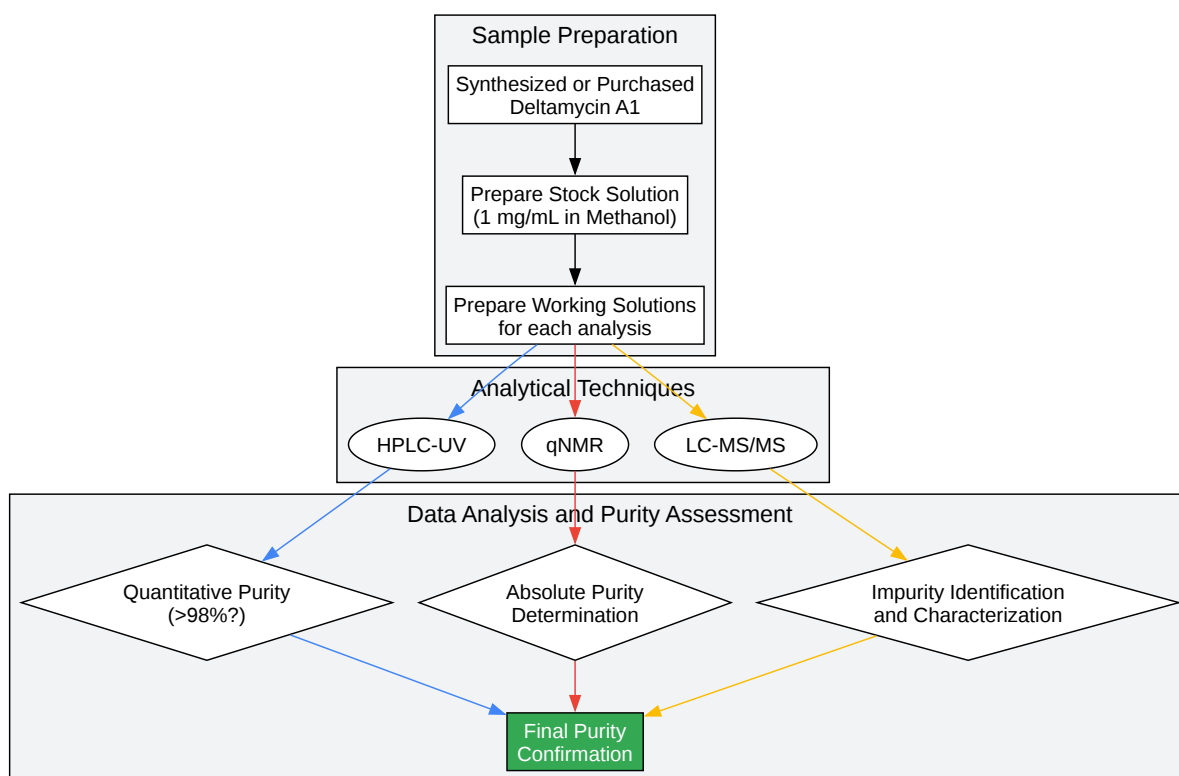 Sample Preparation
Synthesized or Purchased
Deltamycin A1
Prepare Stock Solution
(1 mg/mL in Methanol)
Prepare Working Solutions
for each analysis
Analytical Techniques
HPLC-UV
qNMR
LC-MS/MS
Data Analysis and Purity Assessment
Quantitative Purity
(>98%?)
Absolute Purity
Determination
Impurity Identification
and Characterization
Final Purity
Confirmation